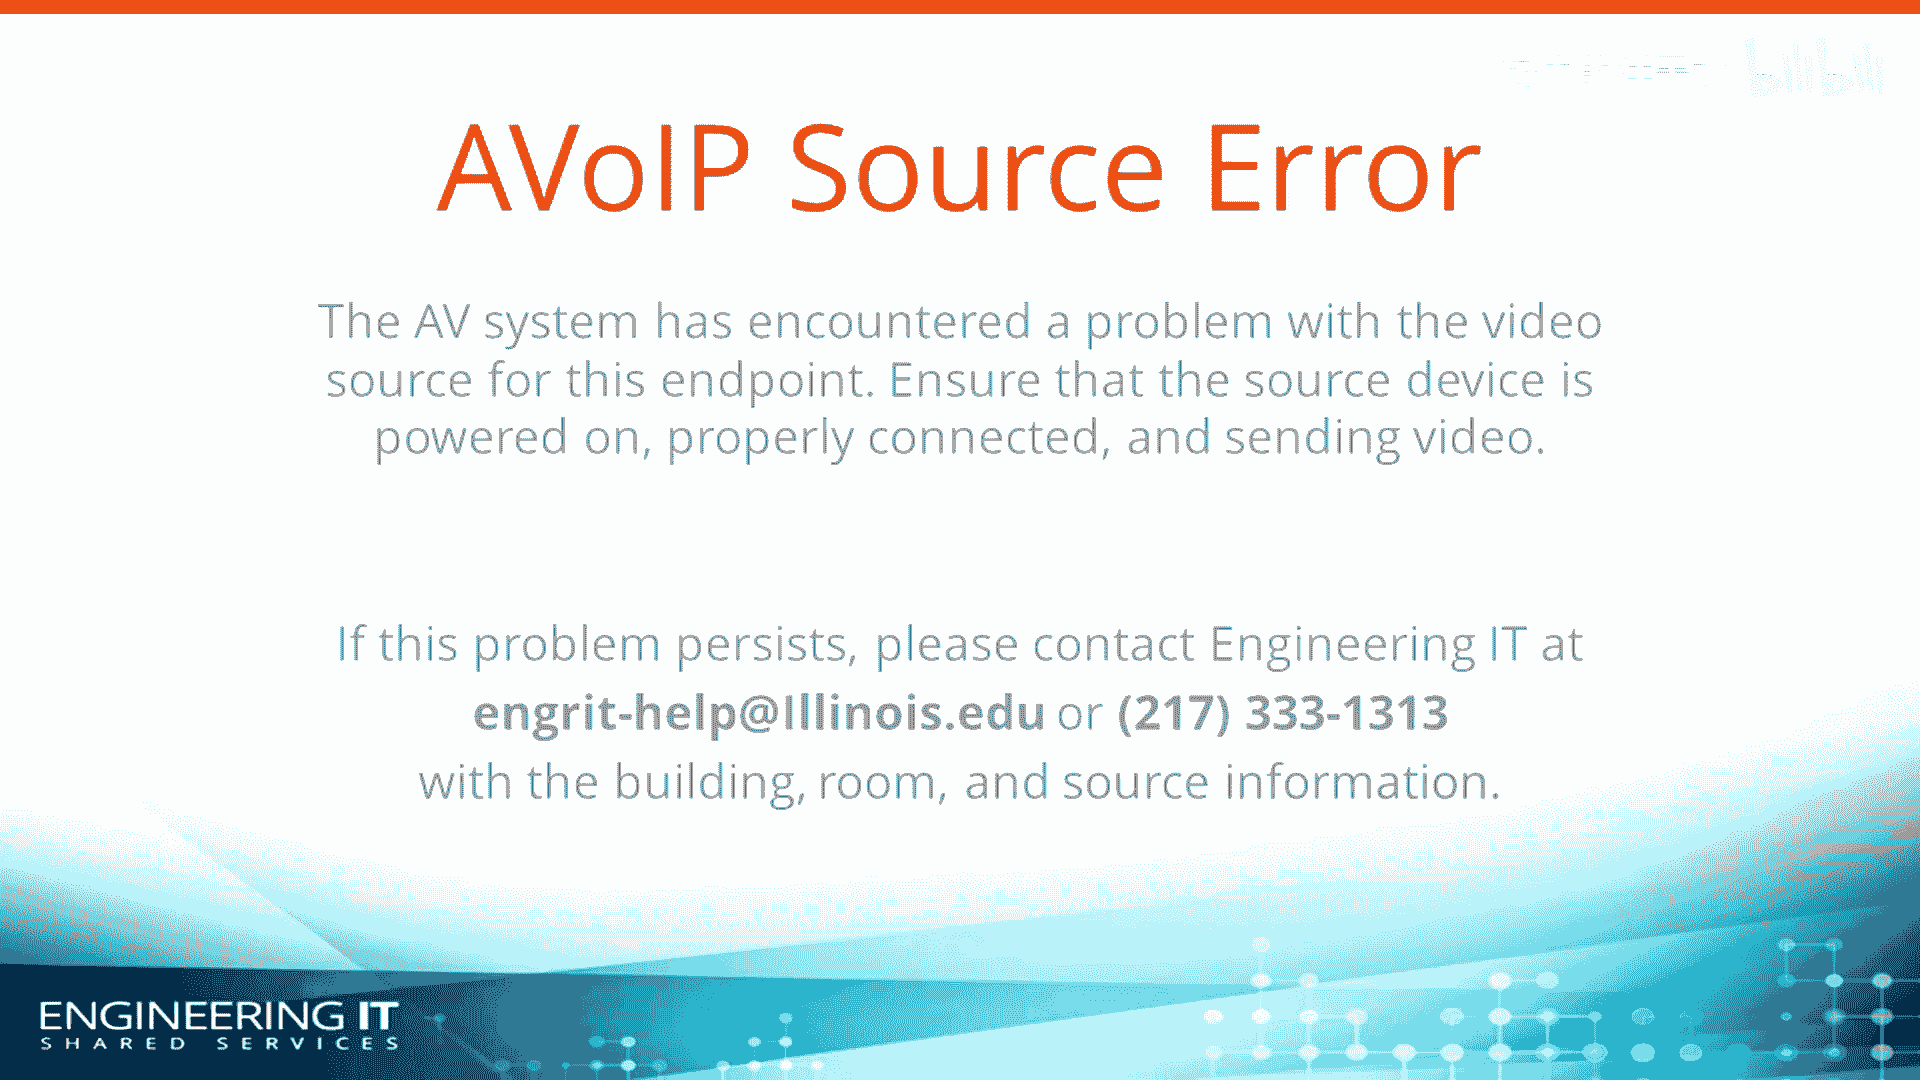 bilibili
AVoIP Source Error
The AV system has encountered a problem with the video
source for this endpoint. Ensure that the source device is
powered on, properly connected, and sending video.
If this problem persists, please contact Engineering IT at
engrit-help@Illinois.edu or (217) 333-1313
with the building, room, and source information.
ENGINEERING IT
SHARED SERVICES